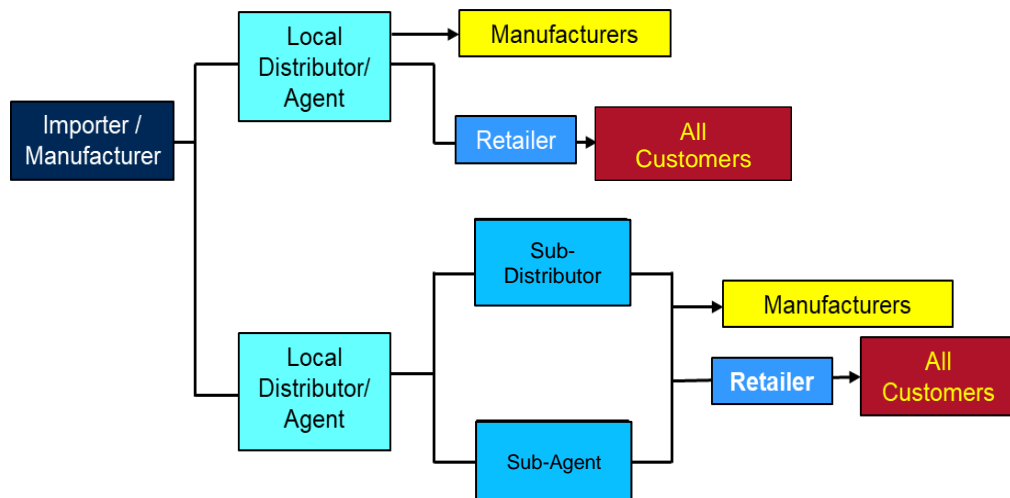 Importer /
Manufacturer
Local
Distributor/
Agent
Manufacturers
Retailer
All
Customers
Local
Distributor/
Agent
Sub-
Distributor
Sub-Agent
Manufacturers
Retailer
All
Customers